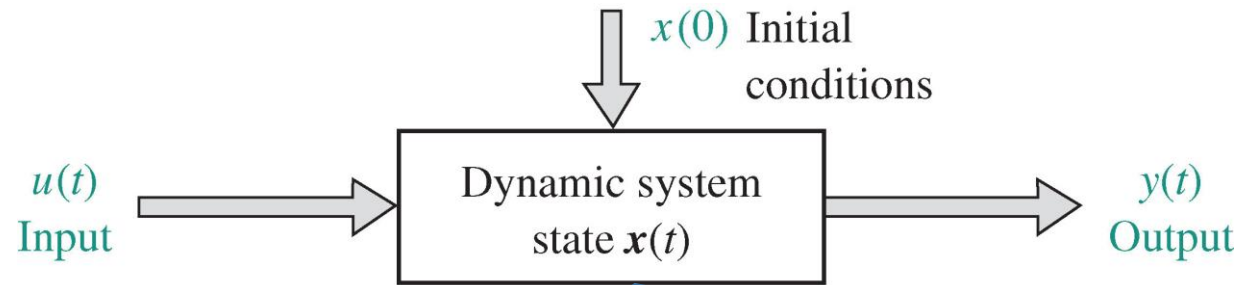 x(0) Initial
conditions
u(t)
Input
Dynamic system
state x(t)
y(t)
Output